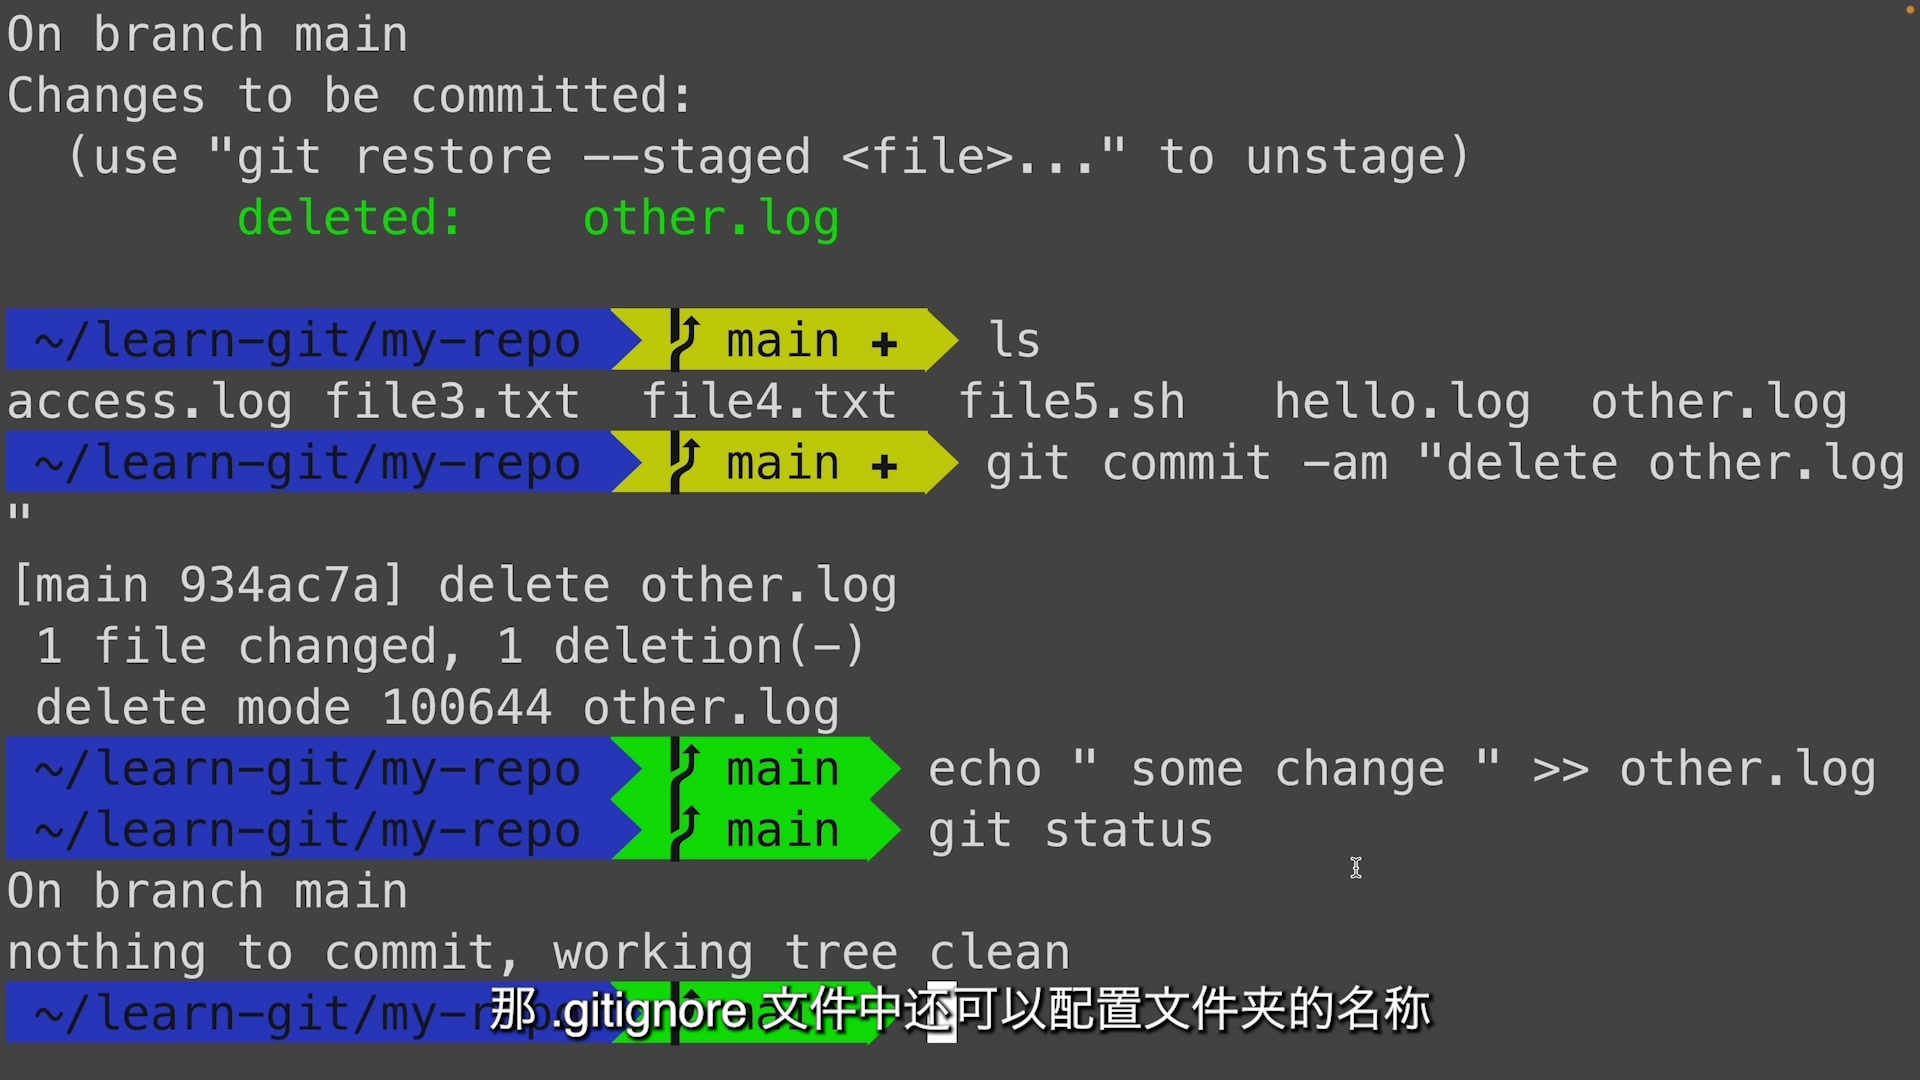 On branch main
Changes to be committed:
  (use "git restore --staged <file>..." to unstage)
        deleted:    other.log
~/learn-git/my-repo main + ls
access.log file3.txt  file4.txt  file5.sh   hello.log  other.log
~/learn-git/my-repo main + git commit -am "delete other.log
"
[main 934ac7a] delete other.log
 1 file changed, 1 deletion(-)
 delete mode 100644 other.log
~/learn-git/my-repo main echo " some change " >> other.log
~/learn-git/my-repo main git status
On branch main
nothing to commit, working tree clean
~/learn-git/my-repo main
那 .gitignore 文件中还可以配置文件夹的名称